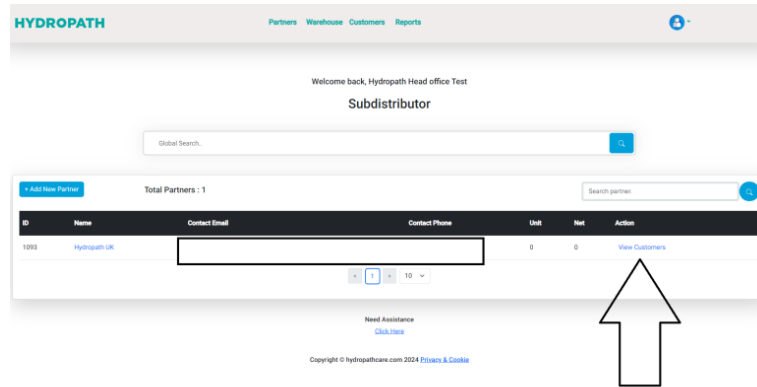 HYDROPATH
Partners Warehouse Customers Reports
Welcome back, Hydropath Head office Test
Subdistributor
Global Search..
+ Add New Partner
Total Partners : 1
Search partner.
ID Name Contact Email Contact Phone Unit Net Action
1093 Hydropath UK 0 0 View Customers
« 1 » 10
Need Assistance
Click Here
Copyright © hydropathcare.com 2024 Privacy & Cookie